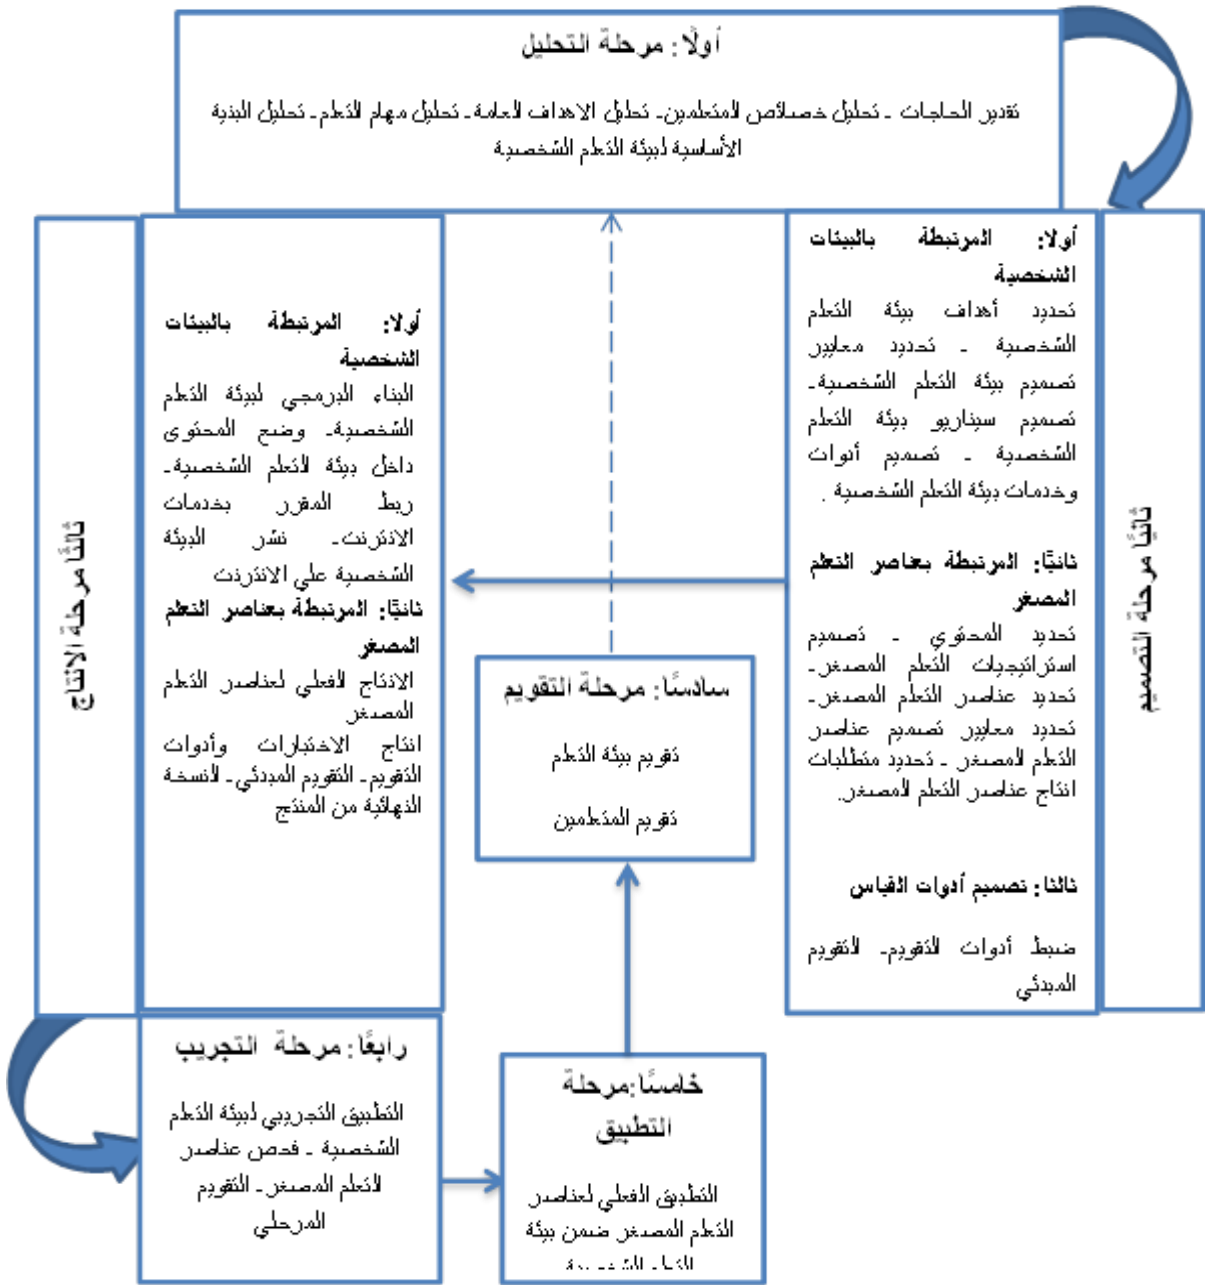 أولًا: مرحلة التحليل
تقدير الحاجات - تحليل خصائص المتعلمين- تحليل الاهداف العامة- تحليل مهام التعلم- تحليل البنية
الأساسية لبيئة التعلم الشخصية
ثانيًا مرحلة التصميم
أولا: المرتبطة بالبيئات
الشخصية
تحديد أهداف بيئة التعلم
الشخصية - تحديد معايير
تصميم بيئة التعلم الشخصية-
تصميم سيناريو بيئة التعلم
الشخصية - تصميم أدوات
وخدمات بيئة التعلم الشخصية .
ثانيًا: المرتبطة بعناصر التعلم
المصغر
تحديد المحتوي - تصميم
استراتيجيات التعلم المصغر-
تحديد عناصر التعلم المصغر-
تحديد معايير تصميم عناصر
التعلم المصغر - تحديد متطلبات
انتاج عناصر التعلم المصغر.
ثالثا: تصميم أدوات القياس
ضبط أدوات التقويم- التقويم
المبدئي
ثالثًا مرحلة الانتاج
أولا: المرتبطة بالبيئات
الشخصية
البناء البرمجي لبيئة التعلم
الشخصية- وضع المحتوى
داخل بيئة التعلم الشخصية-
ربط المقرر بخدمات
الانترنت- نشر البيئة
الشخصية علي الانترنت
ثانيًا: المرتبطة بعناصر التعلم
المصغر
الانتاج الفعلي لعناصر التعلم
المصغر
انتاج الاختبارات وأدوات
التقويم- التقويم المبدئي- النسخة
النهائية من المنتج
رابعًا: مرحلة التجريب
التطبيق التجريبي لبيئة التعلم
الشخصية - فحص عناصر
التعلم المصغر- التقويم
المرحلي
خامسًا:مرحلة
التطبيق
التطبيق الفعلي لعناصر
التعلم المصغر ضمن بيئة
التعلم الشخصية
سادسًا: مرحلة التقويم
تقويم بيئة التعلم
تقويم المتعلمين